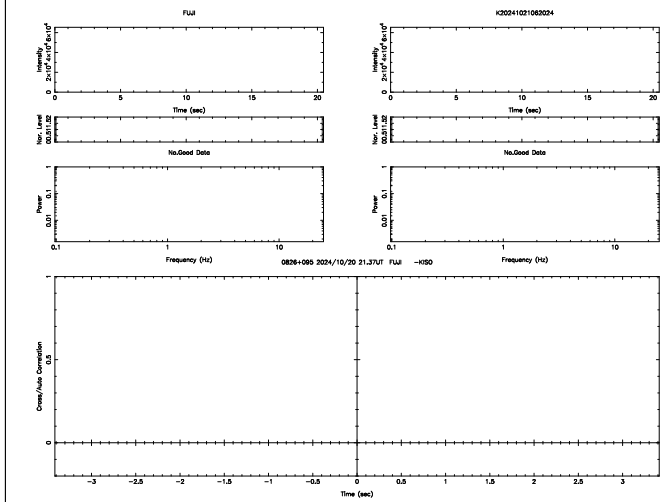 FUJI
K20241021062024
Intensity
0 2×10⁴ 4×10⁴ 6×10⁴
0 5 10 15 20
Time (sec)
Intensity
0 2×10⁴ 4×10⁴ 6×10⁴
0 5 10 15 20
Time (sec)
Nor. Level
00.511.52
Nor. Level
00.511.52
No.Good Data
No.Good Data
Power
1
0.1
0.01
0.1 1 10
Frequency (Hz)
Power
1
0.1
0.01
0.1 1 10
Frequency (Hz)
0826+095 2024/10/20 21.37UT FUJI -KISO
Cross/Auto Correlation
1
0.5
0
-3 -2.5 -2 -1.5 -1 -0.5 0 0.5 1 1.5 2 2.5 3
Time (sec)